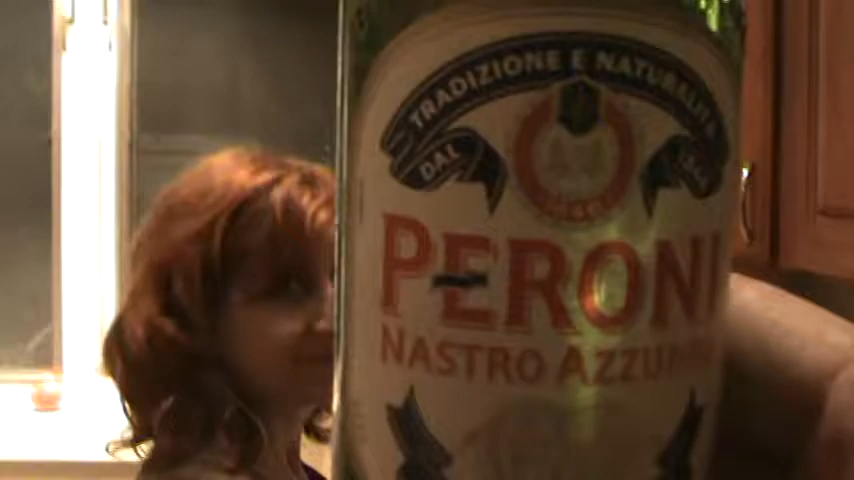 TRADIZIONE E NATURALITÀ
DAL
PERONI
NASTRO AZZU